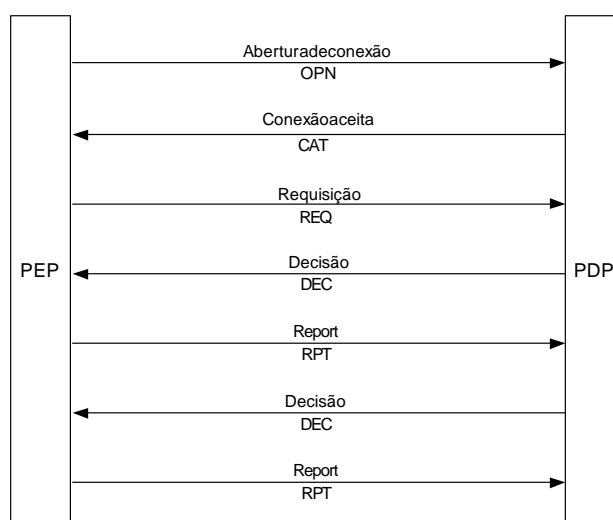 Aberturadeconexão
OPN
Conexãoaceita
CAT
Requisição
REQ
PEP
Decisão
DEC
PDP
Report
RPT
Decisão
DEC
Report
RPT